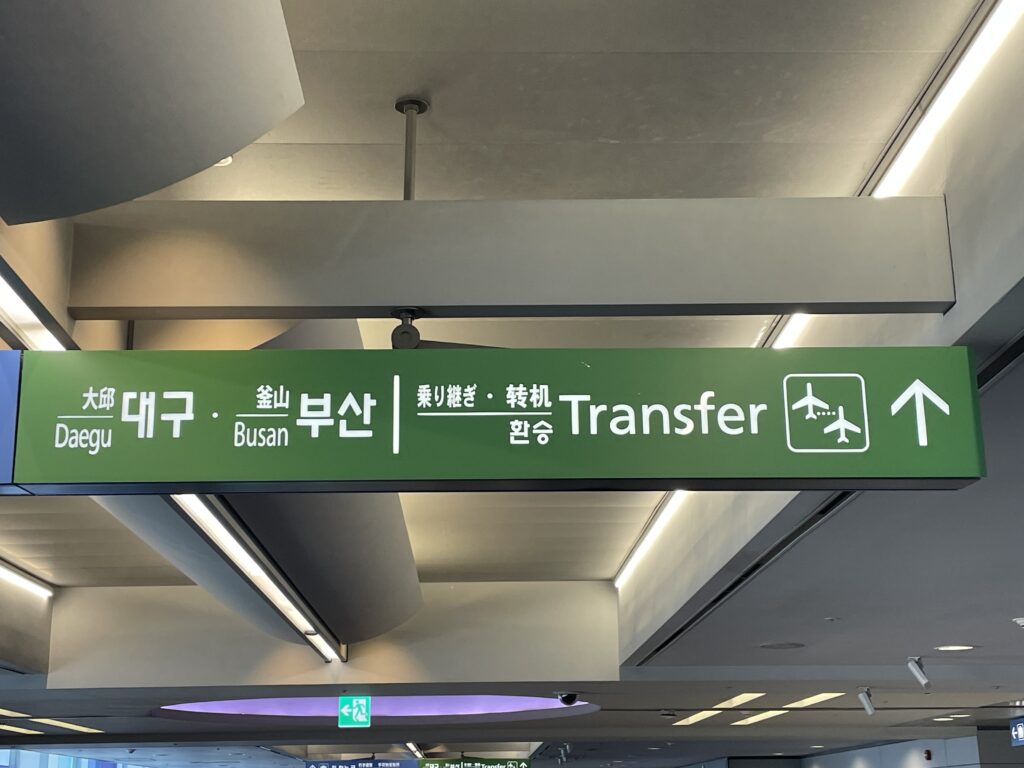 大邱 대구 · 釜山 부산
Daegu Busan
乗り継ぎ · 转机 Transfer
환승